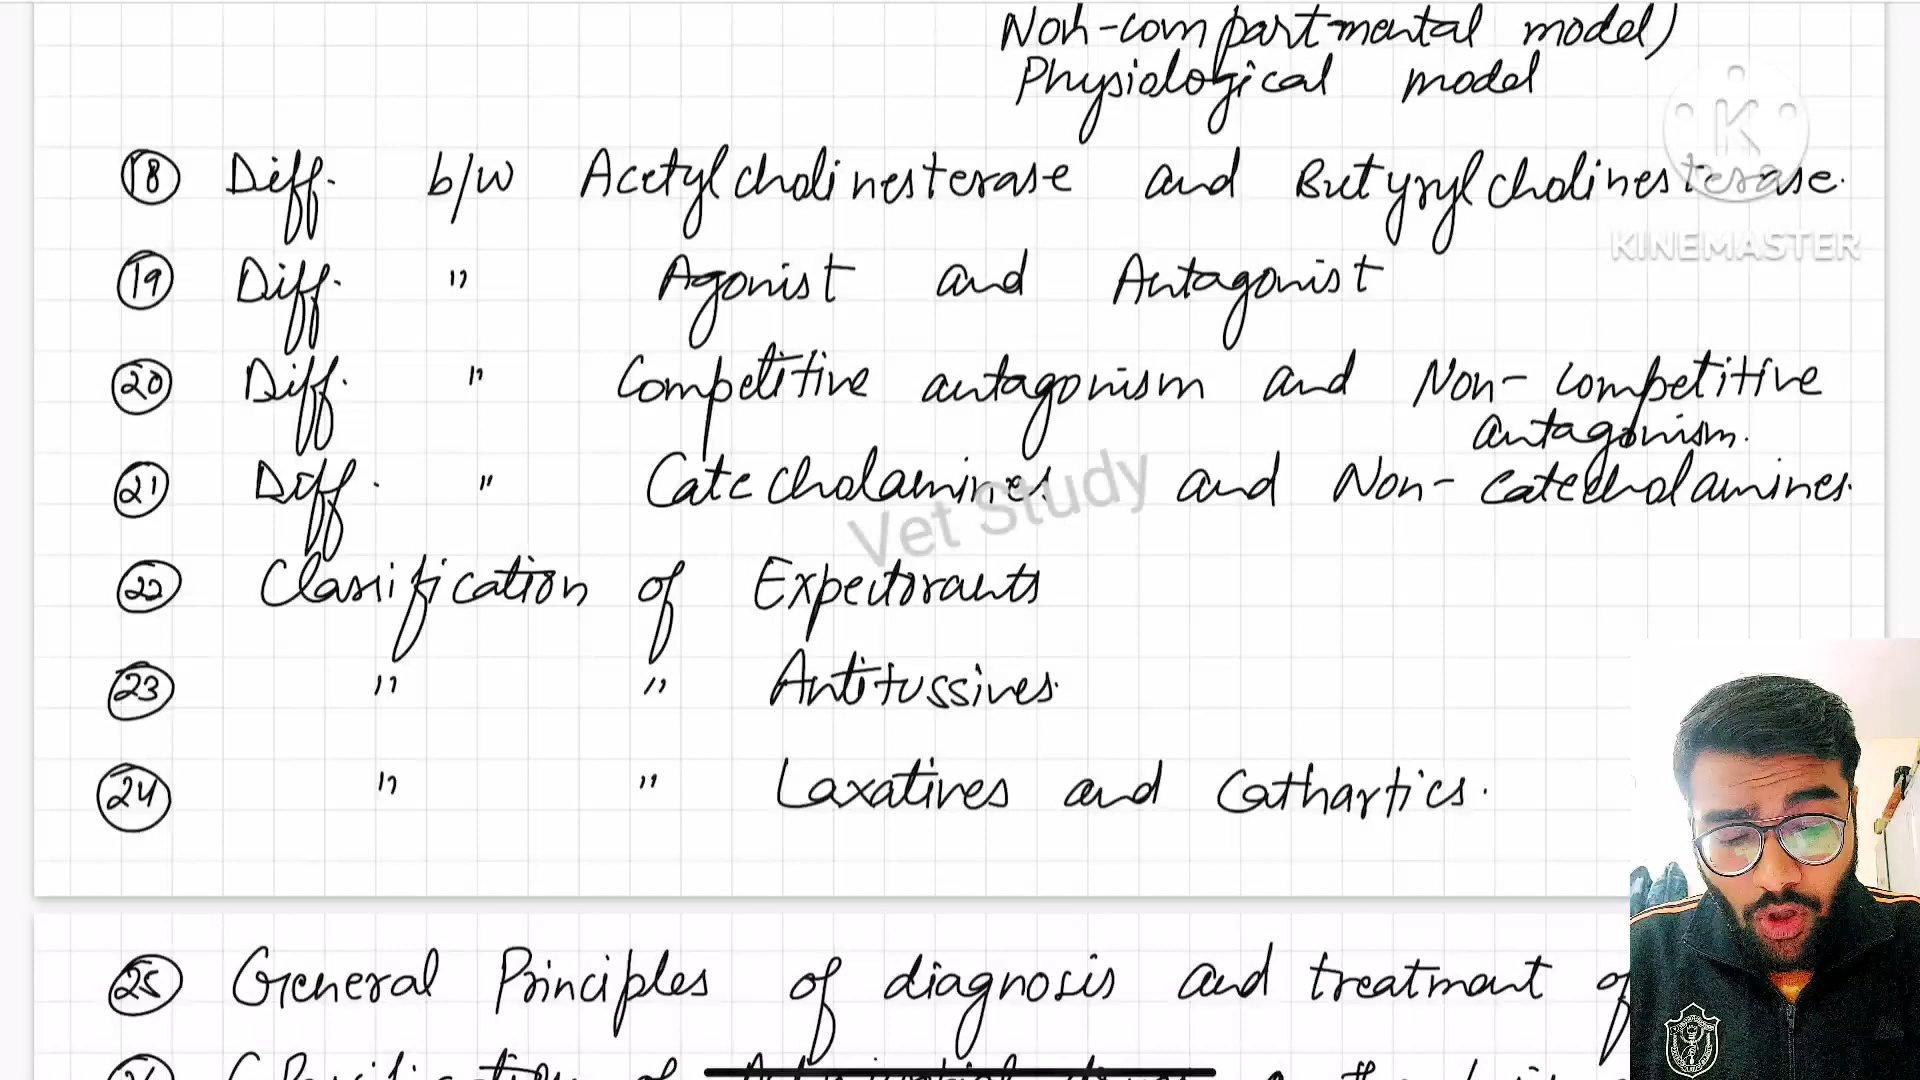 Non-compartmental model)
Physiological model
18 Diff. b/w Acetylcholinesterase and Butyrylcholinesterase.
KINEMASTER
19 Diff. " Agonist and Antagonist
20 Diff. " Competitive antagonism and Non-competitive
antagonism.
21 Diff. " Catecholamines and Non-catecholamines.
Vet Study
22 Classification of Expectorants
23 " " Antitussives.
24 " " Laxatives and Cathartics.
25 General Principles of diagnosis and treatment of